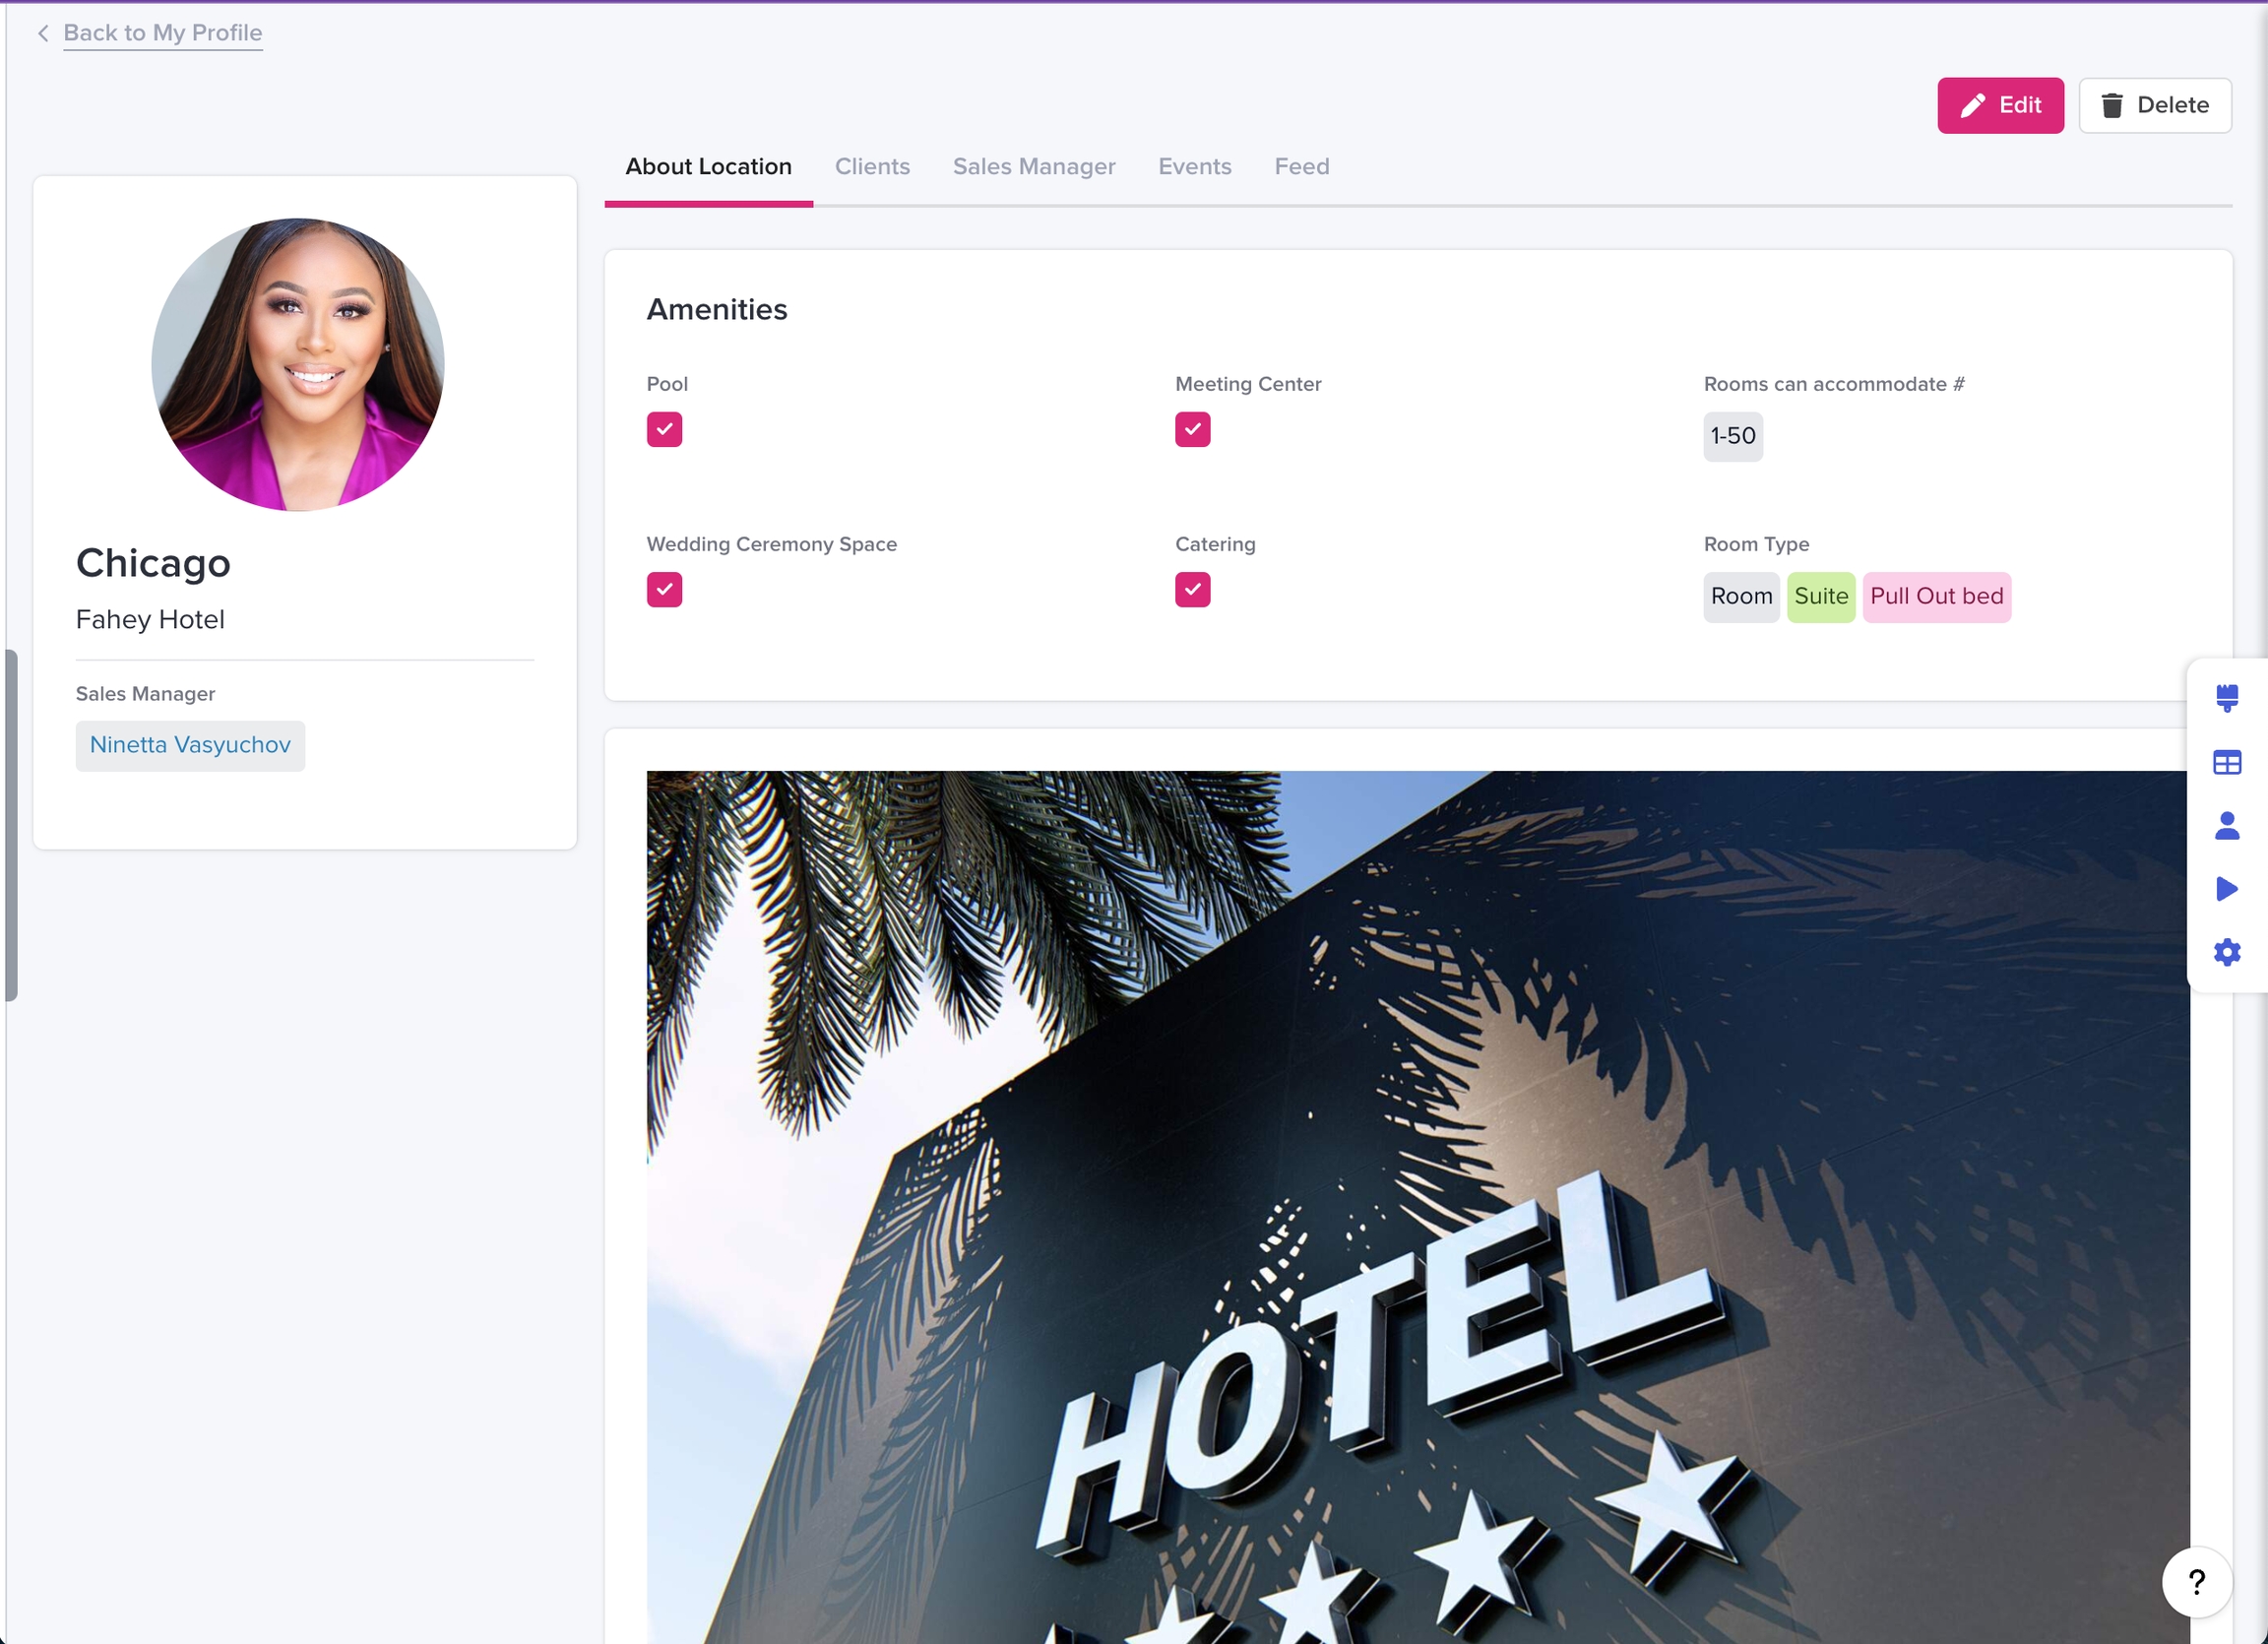 Back to My Profile
Edit
Delete
About Location
Clients
Sales Manager
Events
Feed
Chicago
Fahey Hotel
Sales Manager
Ninetta Vasyuchov
Amenities
Pool
Meeting Center
Rooms can accommodate #
1-50
Wedding Ceremony Space
Catering
Room Type
Room
Suite
Pull Out bed
HOTEL
?